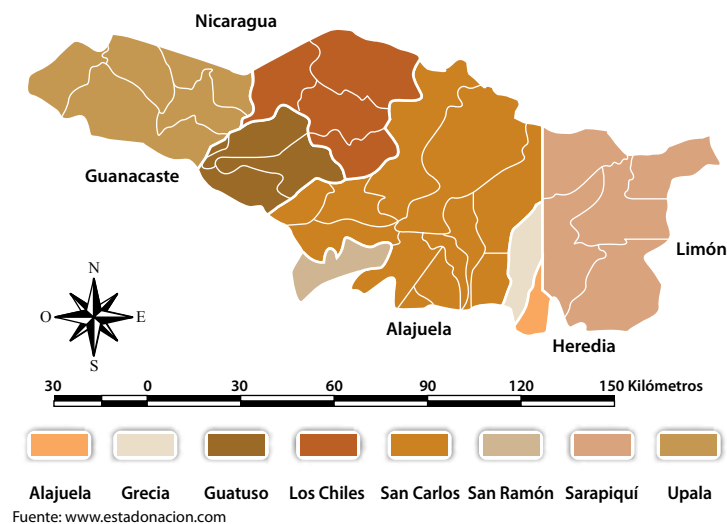 Nicaragua
Guanacaste
Limón
N
O E
S
Alajuela
Heredia
30 0 30 60 90 120 150 Kilómetros
Alajuela Grecia Guatuso Los Chiles San Carlos San Ramón Sarapiquí Upala
Fuente: www.estadonacion.com